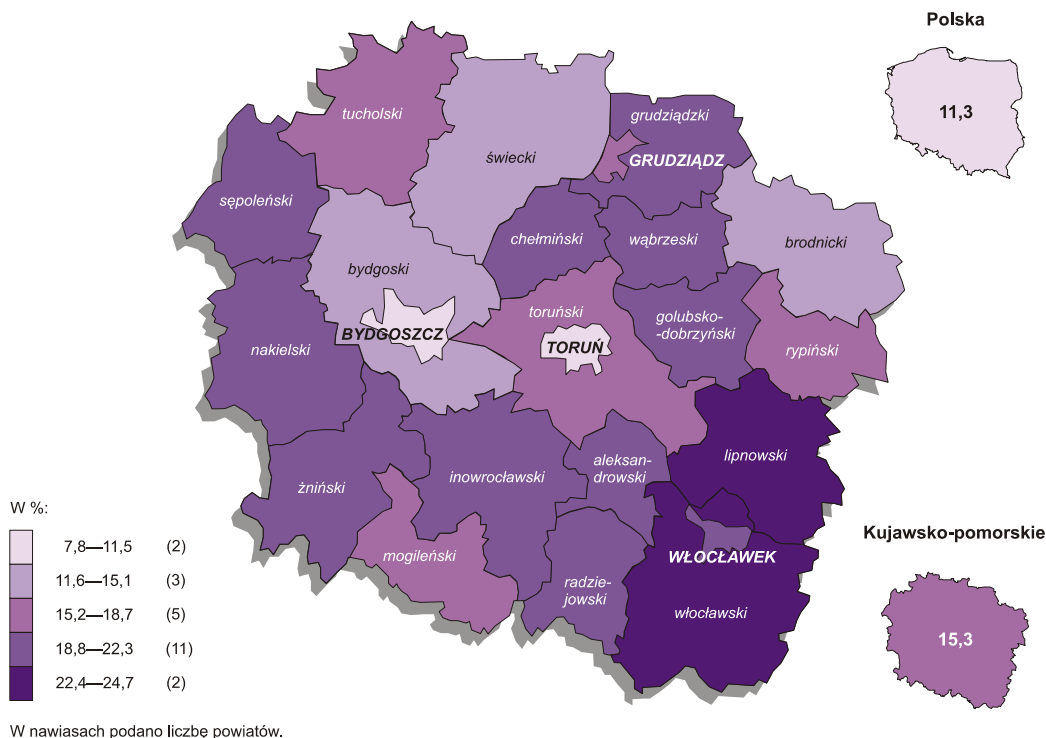 Polska
11,3
tucholski
grudziądzki
GRUDZIĄDZ
świecki
sępoleński
chełmiński
wąbrzeski
brodnicki
bydgoski
BYDGOSZCZ
toruński
TORUŃ
golubsko-
-dobrzyński
rypiński
nakielski
lipnowski
aleksan-
drowski
inowrocławski
żniński
mogileński
radzie-
jowski
WŁOCŁAWEK
włocławski
W %:
7,8—11,5 (2)
11,6—15,1 (3)
15,2—18,7 (5)
18,8—22,3 (11)
22,4—24,7 (2)
Kujawsko-pomorskie
15,3
W nawiasach podano liczbę powiatów.